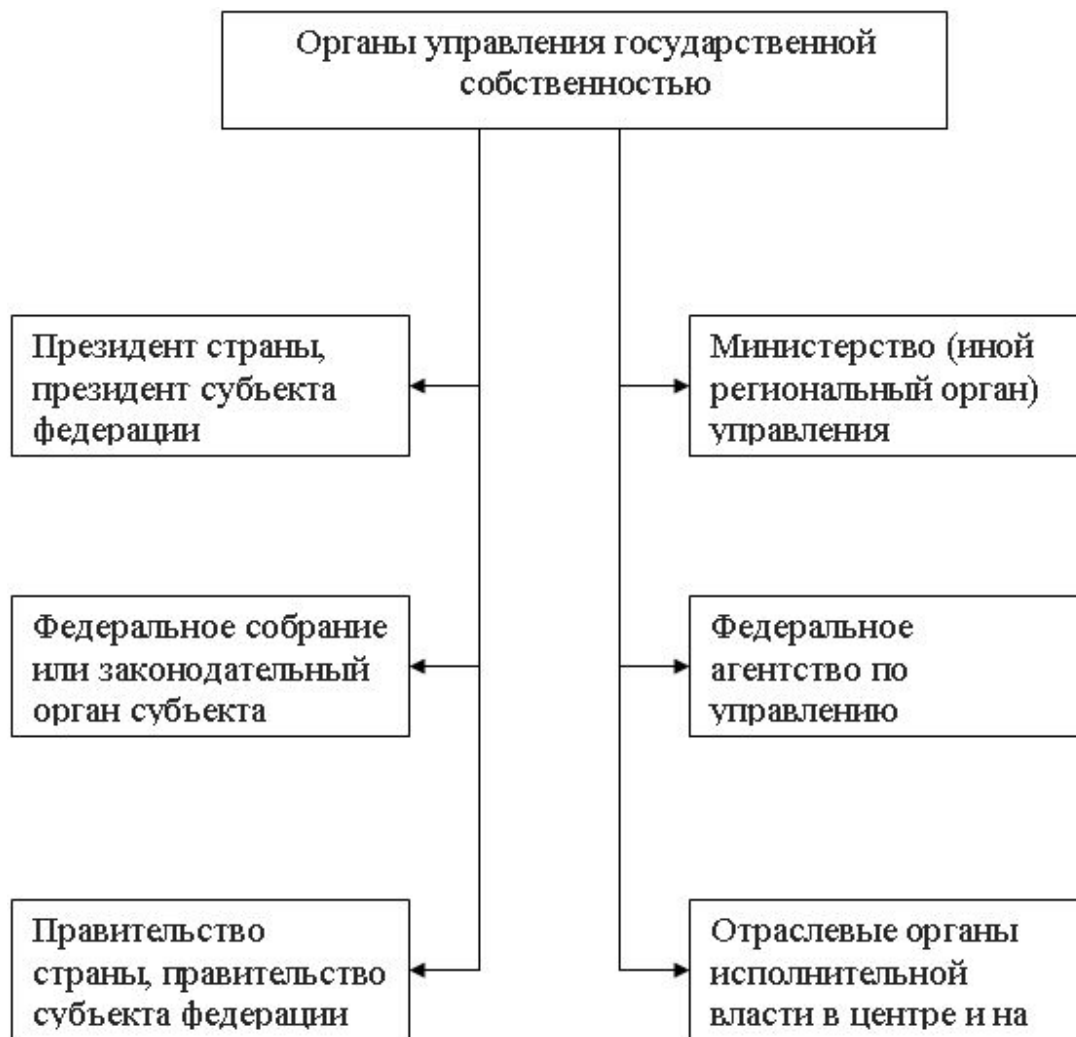 Органы управления государственной
собственностью
Президент страны,
президент субъекта
федерации
Министерство (иной
региональный орган)
управления
Федеральное собрание
или законодательный
орган субъекта
Федеральное
агентство по
управлению
Правительство
страны, правительство
субъекта федерации
Отраслевые органы
исполнительной
власти в центре и на